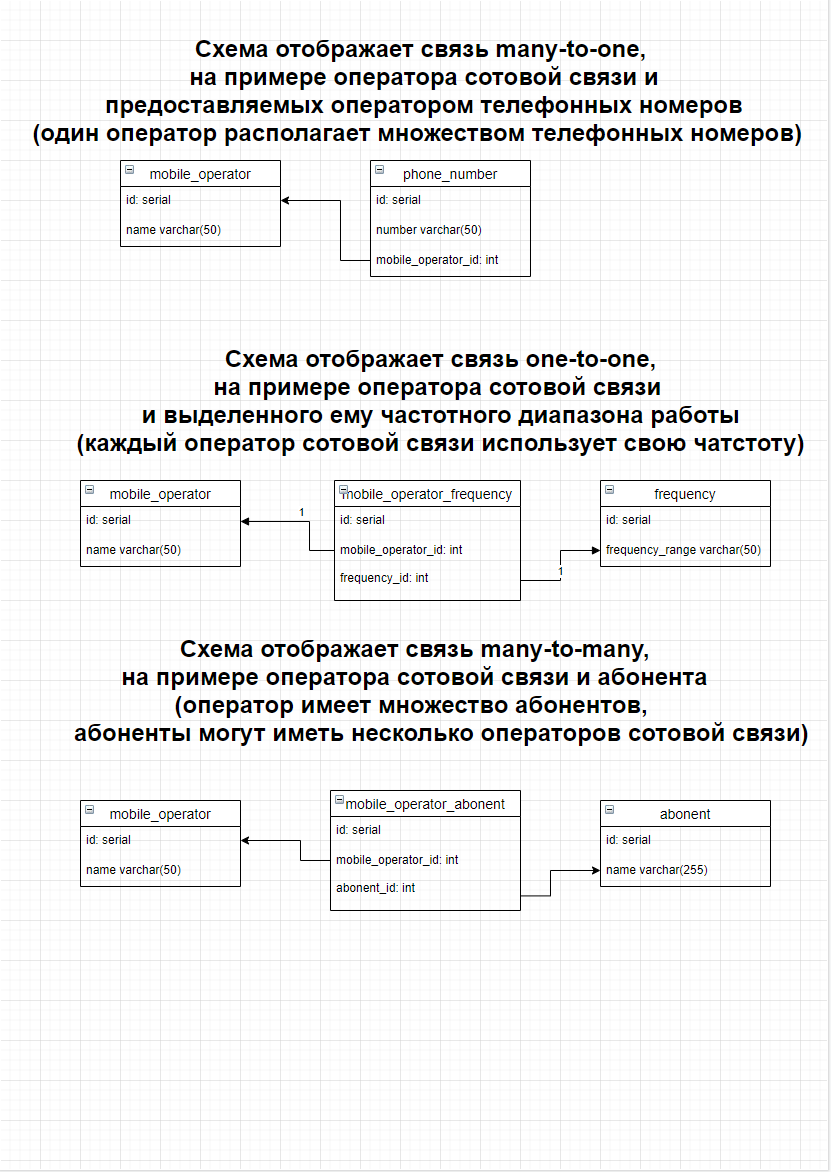 Схема отображает связь many-to-one,
на примере оператора сотовой связи и
предоставляемых оператором телефонных номеров
(один оператор располагает множеством телефонных номеров)
mobile_operator
id: serial
name varchar(50)
phone_number
id: serial
number varchar(50)
mobile_operator_id: int
Схема отображает связь one-to-one,
на примере оператора сотовой связи
и выделенного ему частотного диапазона работы
(каждый оператор сотовой связи использует свою чатстоту)
mobile_operator
id: serial
name varchar(50)
1
mobile_operator_frequency
id: serial
mobile_operator_id: int
frequency_id: int
1
frequency
id: serial
frequency_range varchar(50)
Схема отображает связь many-to-many,
на примере оператора сотовой связи и абонента
(оператор имеет множество абонентов,
абоненты могут иметь несколько операторов сотовой связи)
mobile_operator
id: serial
name varchar(50)
mobile_operator_abonent
id: serial
mobile_operator_id: int
abonent_id: int
abonent
id: serial
name varchar(255)